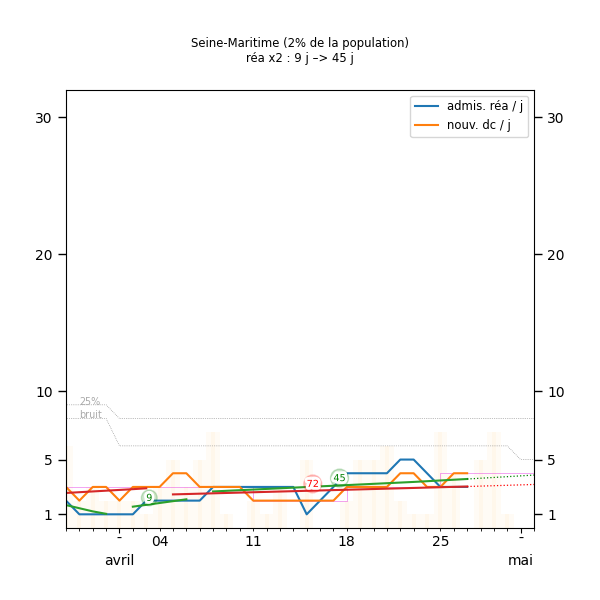 Seine-Maritime (2% de la population)
réa x2 : 9 j –> 45 j
admis. réa / j
nouv. dc / j
30 30
20 20
10 10
25%
bruit
5 5
1 1
9
72
45
- 04 11 18 25 -
avril mai